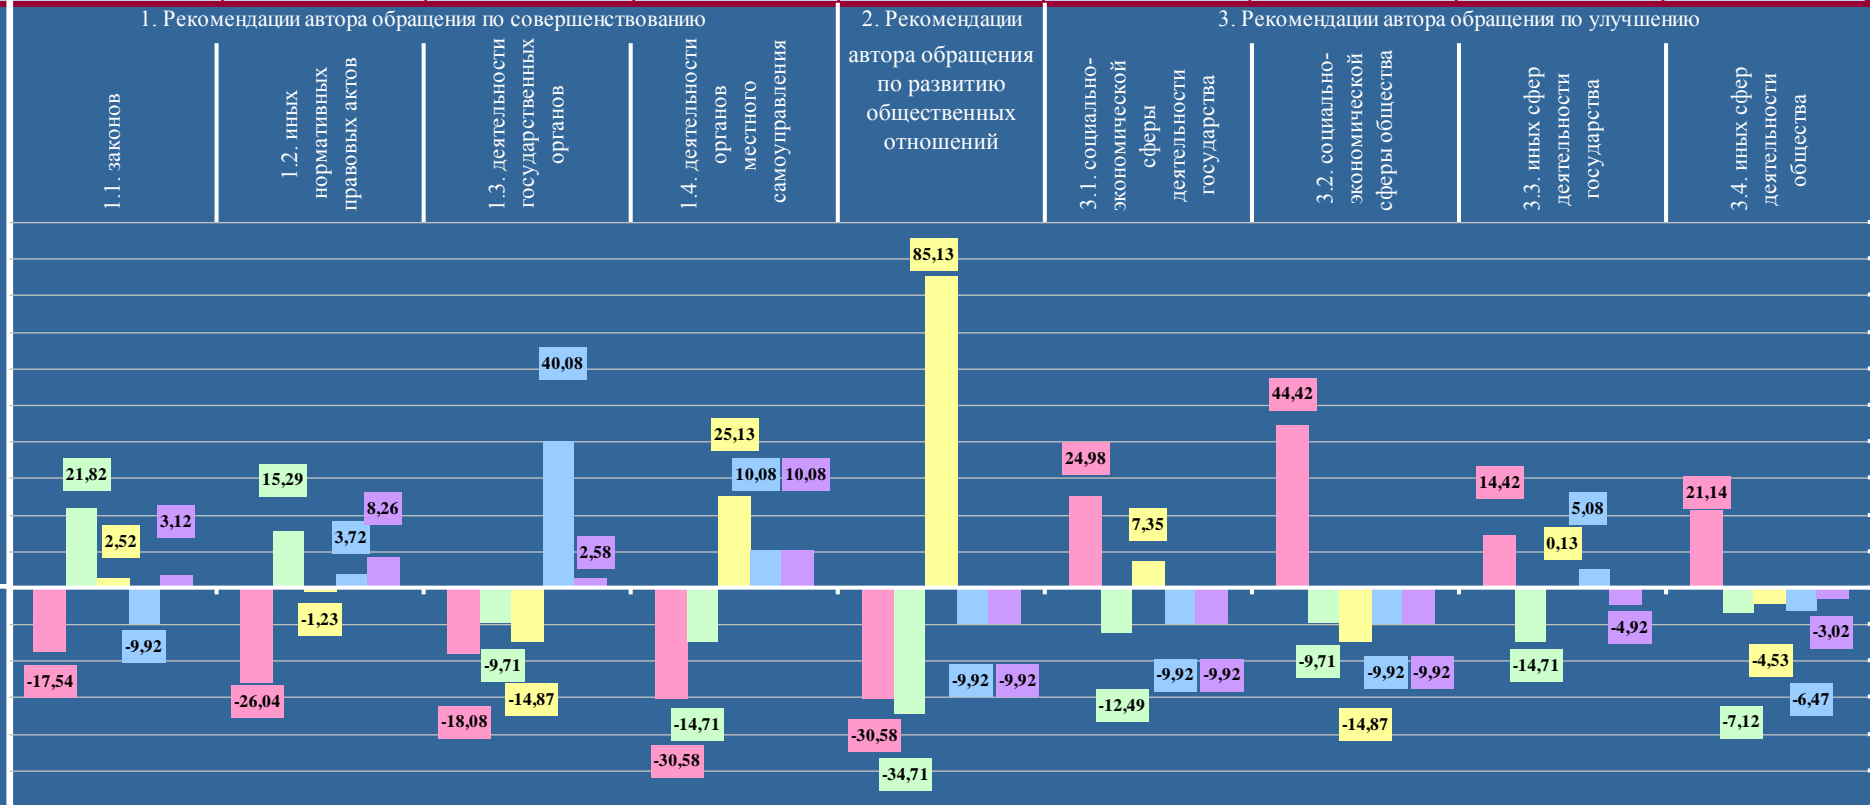 1. Рекомендации автора обращения по совершенствованию
2. Рекомендации
автора обращения
по развитию
общественных
отношений
3. Рекомендации автора обращения по улучшению
1.1. законов
1.2. иных
нормативных
правовых актов
1.3. деятельности
государственных
органов
1.4. деятельности
органов
местного
самоуправления
3.1. социально-
экономической
сферы
деятельности
государства
3.2. социально-
экономической
сферы общества
3.3. иных сфер
деятельности
государства
3.4. иных сфер
деятельности
общества
-17,54
21,82
2,52
-9,92
3,12
-26,04
15,29
-1,23
3,72
8,26
-18,08
-9,71
-14,87
40,08
2,58
-30,58
-14,71
25,13
10,08
10,08
-30,58
-34,71
85,13
-9,92
-9,92
24,98
-12,49
7,35
-9,92
-9,92
44,42
-9,71
-14,87
-9,92
-9,92
14,42
-14,71
0,13
5,08
-4,92
21,14
-7,12
-4,53
-6,47
-3,02